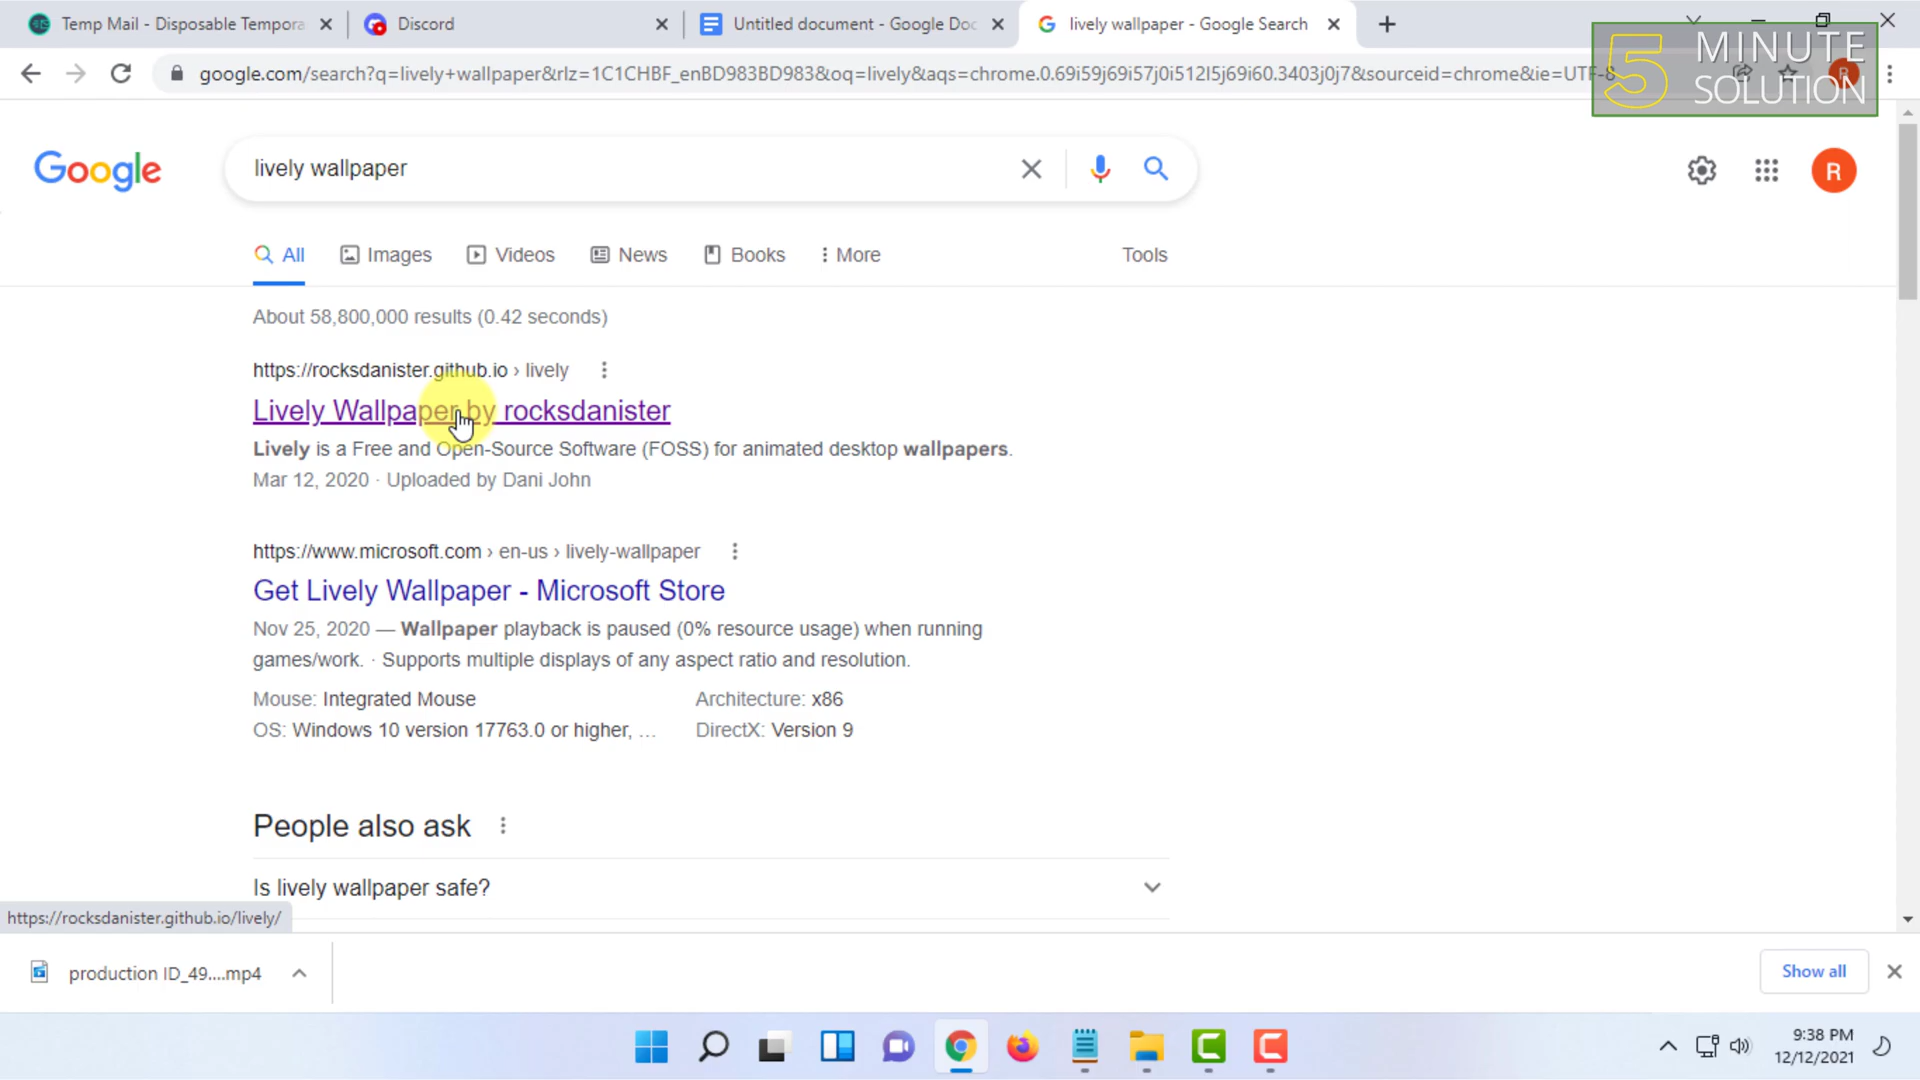 Temp Mail - Disposable Tempora
Discord
Untitled document - Google Doc
lively wallpaper - Google Search
google.com/search?q=lively+wallpaper&rlz=1C1CHBF_enBD983BD983&oq=lively&aqs=chrome.0.69i59j69i57j0i512l5j69i60.3403j0j7&sourceid=chrome&ie=UTF-8
5 MINUTE
SOLUTION
Google
lively wallpaper
R
All
Images
Videos
News
Books
More
Tools
About 58,800,000 results (0.42 seconds)
https://rocksdanister.github.io › lively
Lively Wallpaper by rocksdanister
Lively is a Free and Open-Source Software (FOSS) for animated desktop wallpapers.
Mar 12, 2020 · Uploaded by Dani John
https://www.microsoft.com › en-us › lively-wallpaper
Get Lively Wallpaper - Microsoft Store
Nov 25, 2020 — Wallpaper playback is paused (0% resource usage) when running
games/work. · Supports multiple displays of any aspect ratio and resolution.
Mouse: Integrated Mouse
Architecture: x86
OS: Windows 10 version 17763.0 or higher, ...
DirectX: Version 9
People also ask
Is lively wallpaper safe?
https://rocksdanister.github.io/lively/
production ID_49....mp4
Show all
9:38 PM
12/12/2021